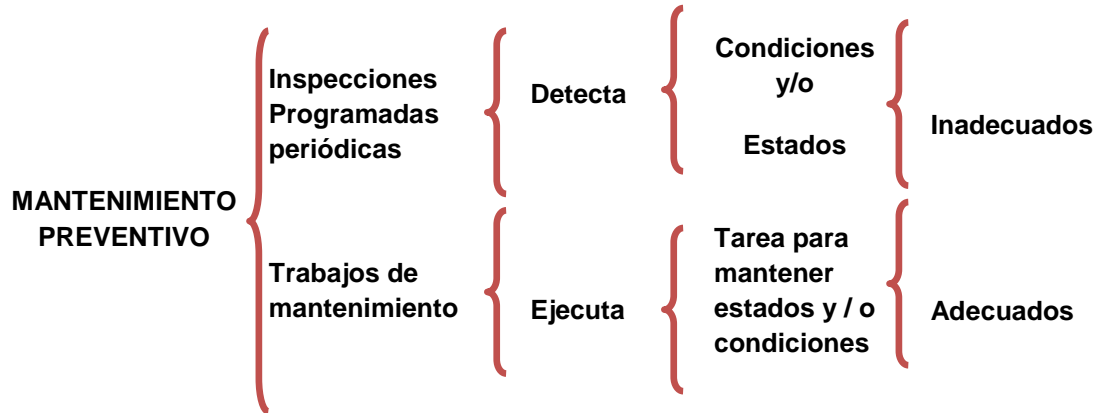 MANTENIMIENTO
PREVENTIVO
Inspecciones
Programadas
periódicas
Detecta
Condiciones
y/o
Estados
Inadecuados
Trabajos de
mantenimiento
Ejecuta
Tarea para
mantener
estados y / o
condiciones
Adecuados